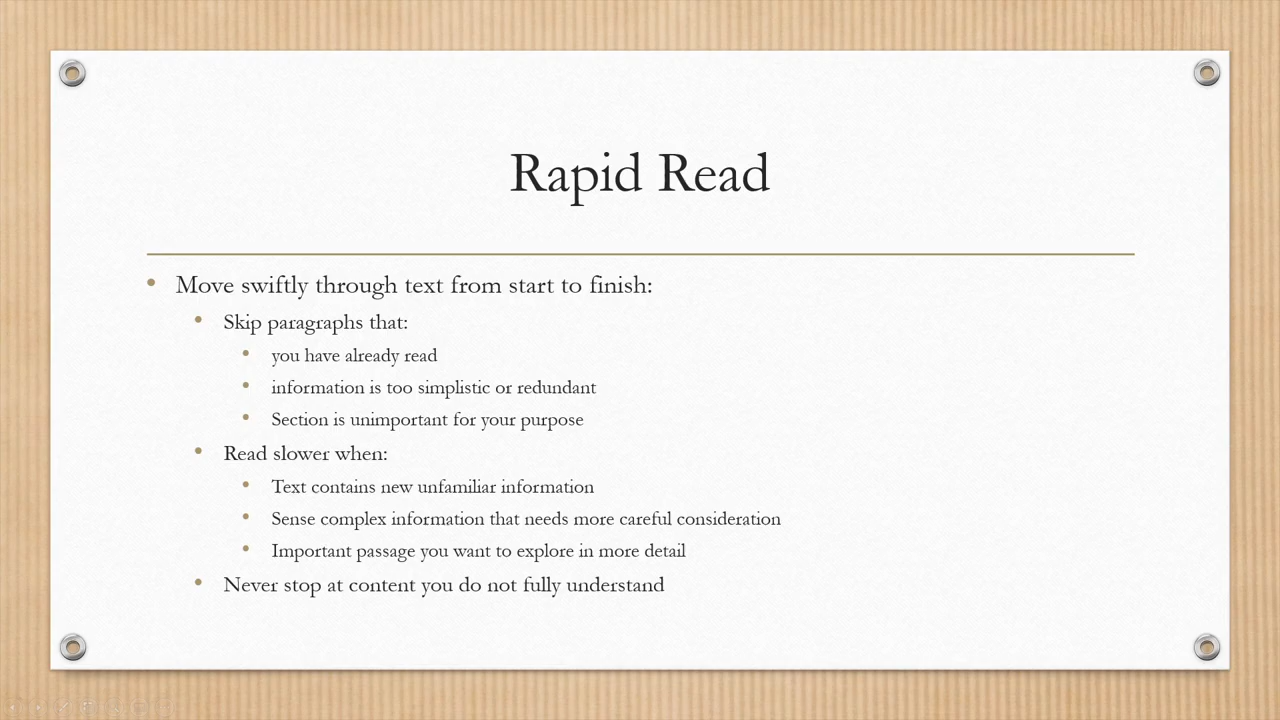 Rapid Read
Move swiftly through text from start to finish:
Skip paragraphs that:
you have already read
information is too simplistic or redundant
Section is unimportant for your purpose
Read slower when:
Text contains new unfamiliar information
Sense complex information that needs more careful consideration
Important passage you want to explore in more detail
Never stop at content you do not fully understand